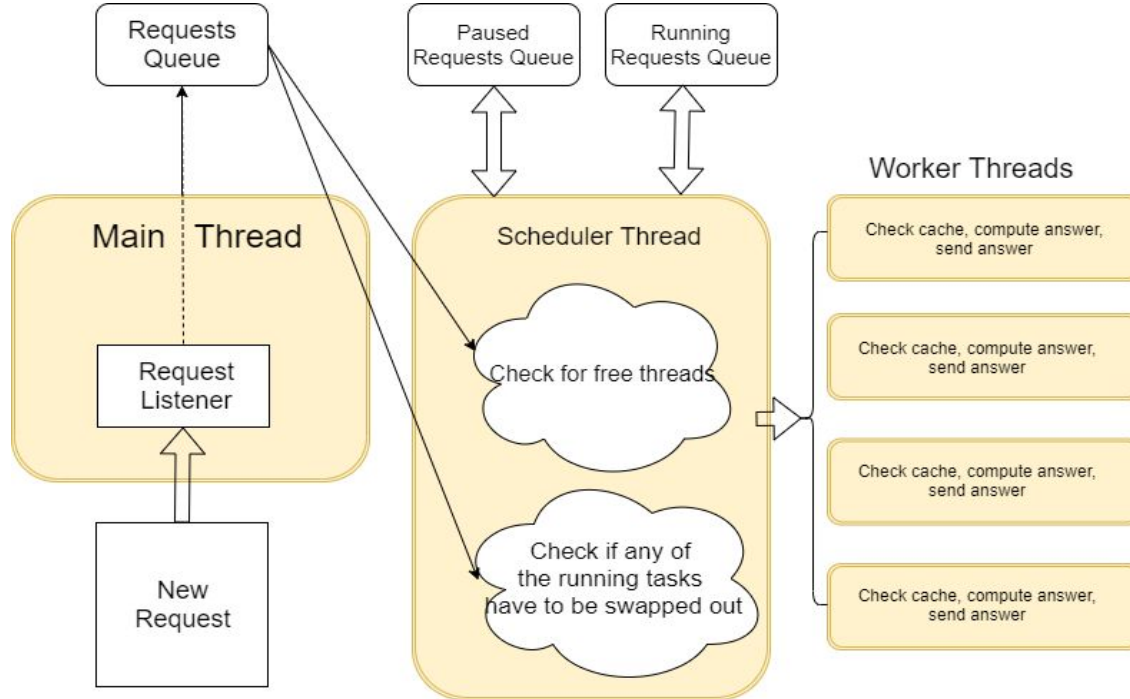 Requests
Queue
Paused
Requests Queue
Running
Requests Queue
Main Thread
Request
Listener
New
Request
Scheduler Thread
Check for free threads
Check if any of
the running tasks
have to be swapped out
Worker Threads
Check cache, compute answer,
send answer
Check cache, compute answer,
send answer
Check cache, compute answer,
send answer
Check cache, compute answer,
send answer